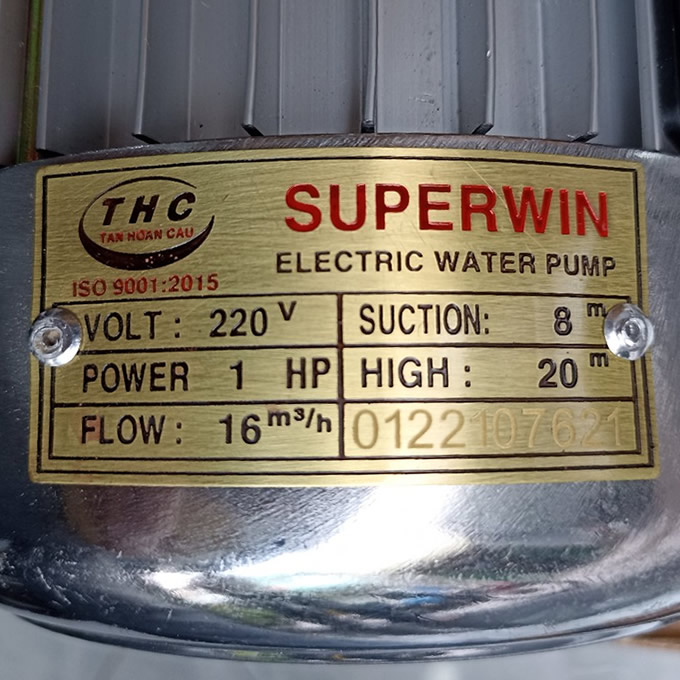 THC
TAN HOAN CAU
ISO 9001:2015
SUPERWIN
ELECTRIC WATER PUMP
VOLT : 220 V
SUCTION: 8 m
POWER 1 HP
HIGH : 20 m
FLOW : 16 m³/h
0122107621